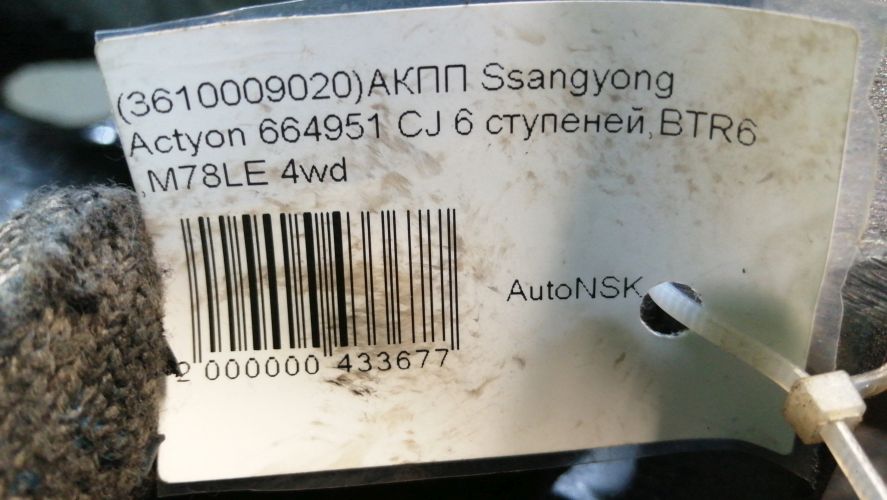 (3610009020)АКПП Ssangyong
Actyon 664951 CJ 6 ступеней,BTR6
,M78LE 4wd
AutoNSK
2 000000 433677